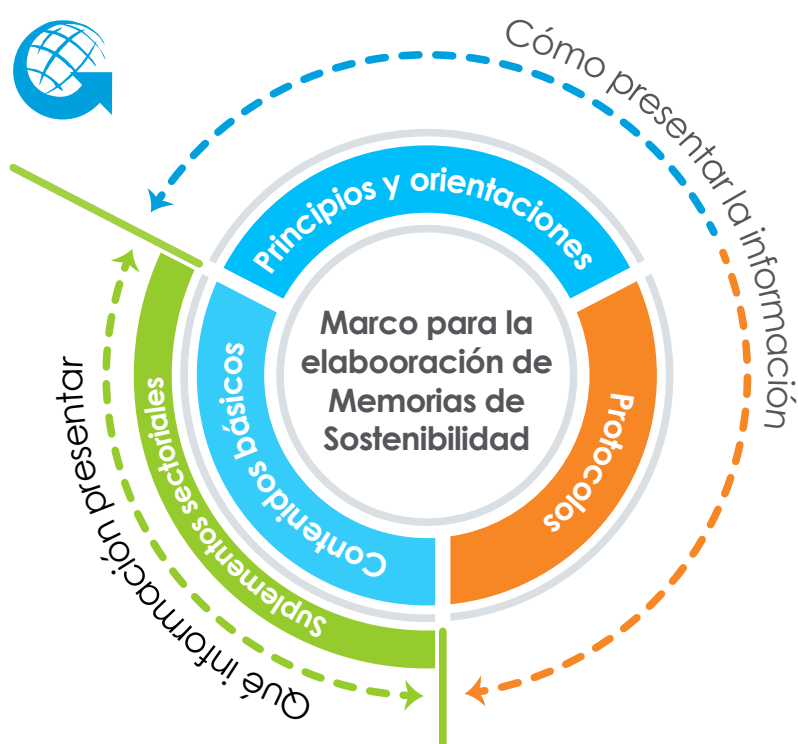 Cómo presentar la información
Principios y orientaciones
Marco para la
elabooración de
Memorias de
Sostenibilidad
Protocolos
Contenidos básicos
Suplementos sectoriales
Qué información presentar